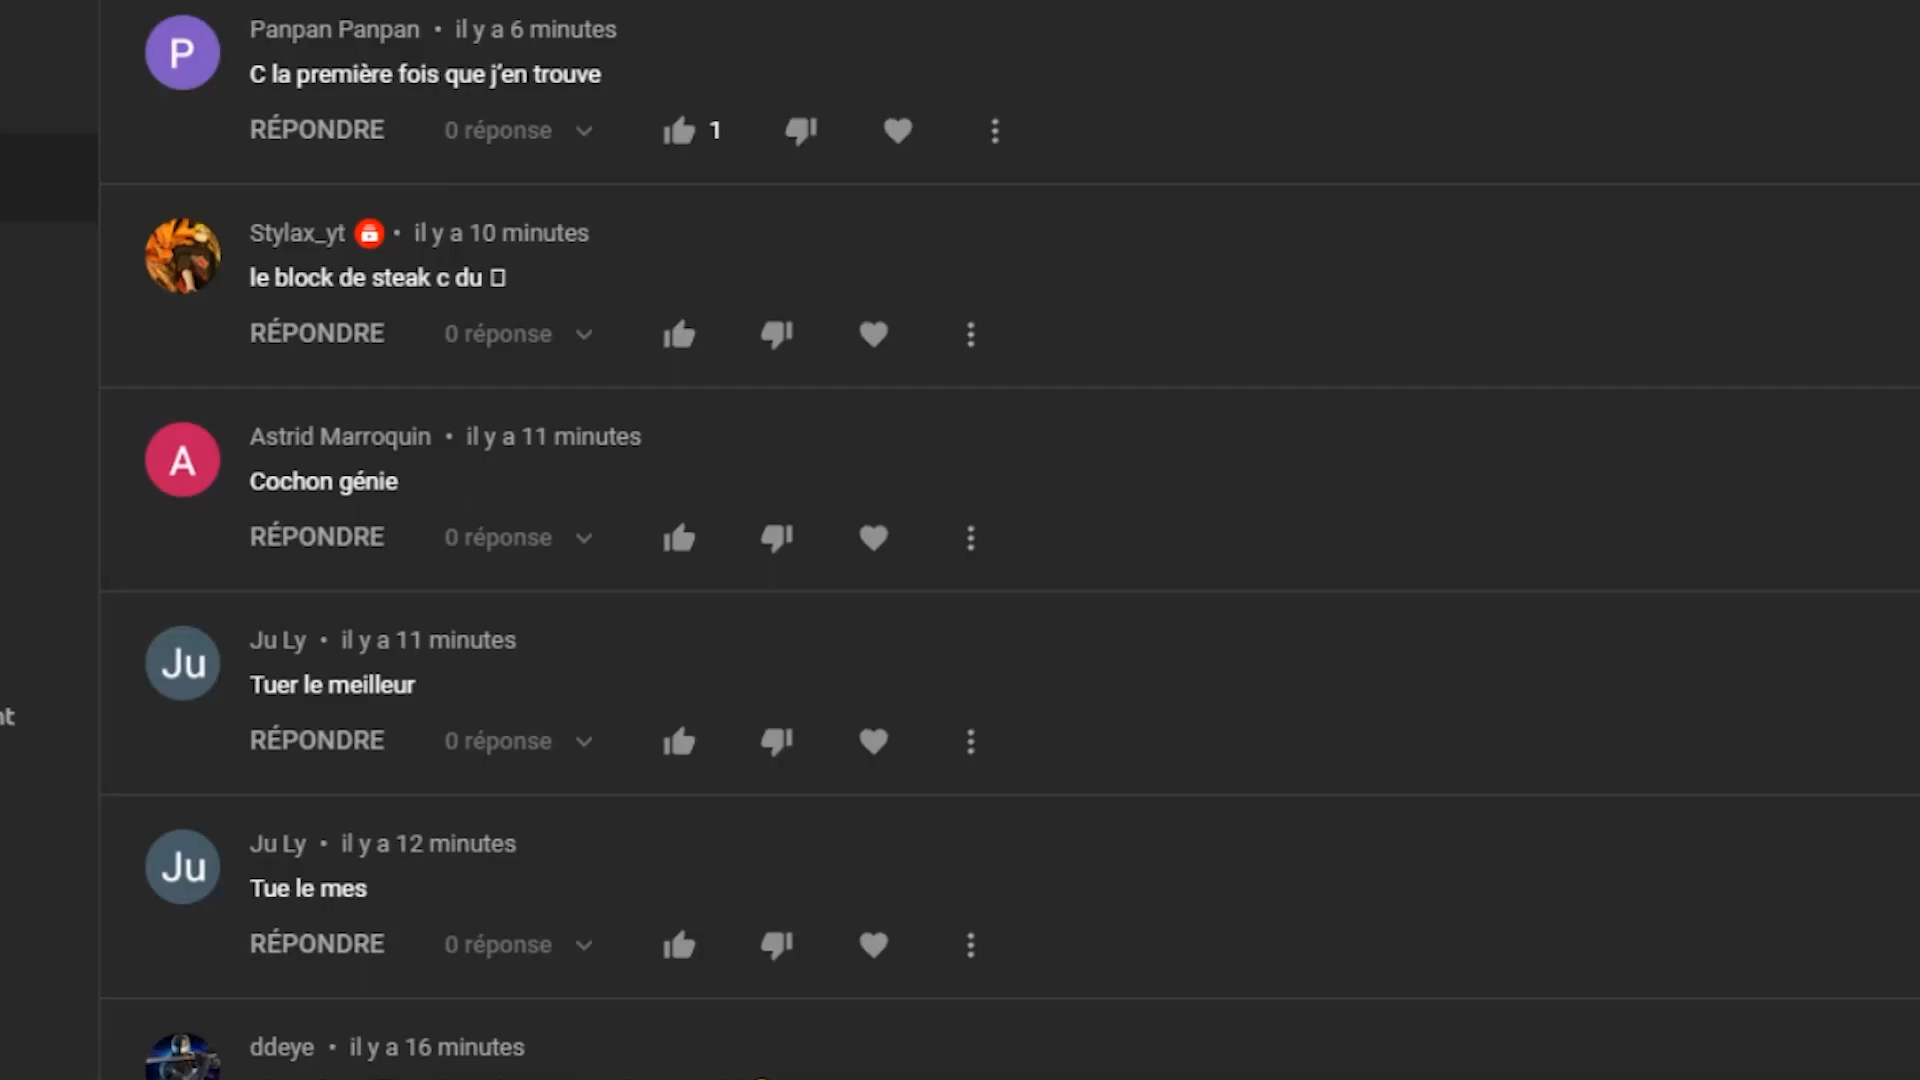 Panpan Panpan • il y a 6 minutes
C la première fois que j'en trouve
RÉPONDRE 0 réponse 1
Stylax_yt • il y a 10 minutes
le block de steak c du
RÉPONDRE 0 réponse
Astrid Marroquin • il y a 11 minutes
Cochon génie
RÉPONDRE 0 réponse
Ju Ly • il y a 11 minutes
Tuer le meilleur
RÉPONDRE 0 réponse
nt
Ju Ly • il y a 12 minutes
Tue le mes
RÉPONDRE 0 réponse
ddeye • il y a 16 minutes
P
A
Ju
Ju